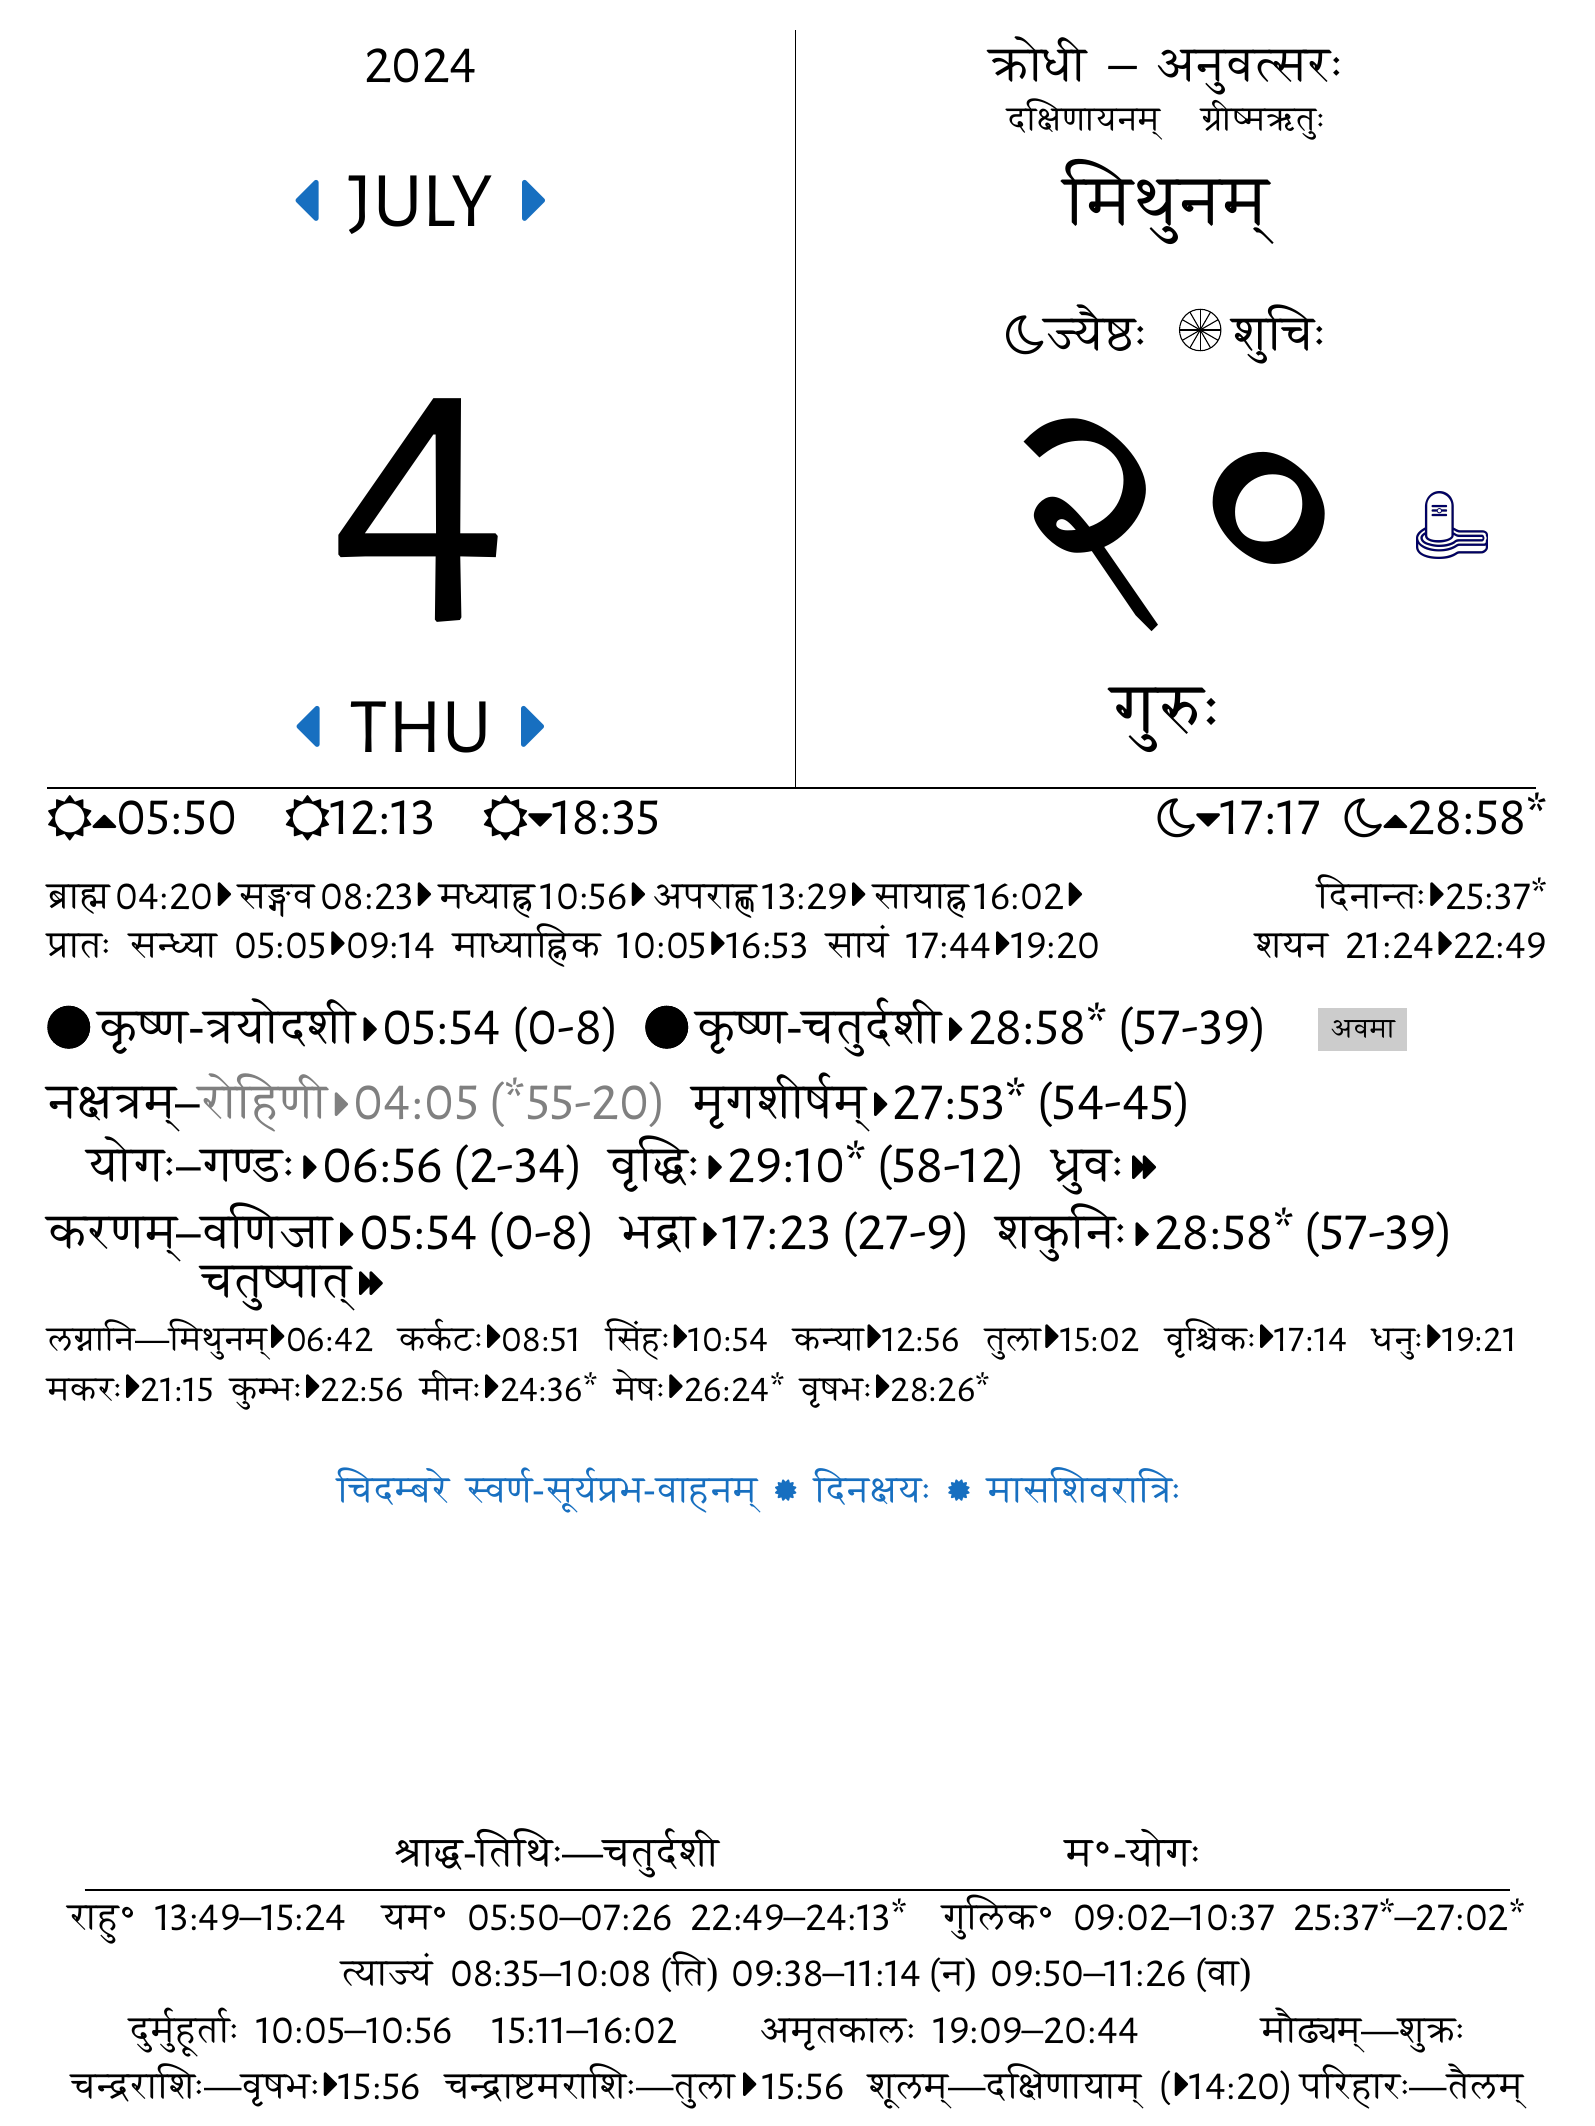 2024
JULY
4
THU
क्रोधी – अनुवत्सरः
दक्षिणायनम् ग्रीष्मऋतुः
मिथुनम्
ज्यैष्ठः शुचिः
२०
गुरुः
05:50 12:13 18:35 17:17 28:58*
ब्राह्म 04:20 सङ्गव 08:23 मध्याह्न 10:56 अपराह्ण 13:29 सायाह्न 16:02 दिनान्तः 25:37*
प्रातः सन्ध्या 05:05 09:14 माध्याह्निक 10:05 16:53 सायं 17:44 19:20 शयन 21:24 22:49
कृष्ण-त्रयोदशी 05:54 (0-8) कृष्ण-चतुर्दशी 28:58* (57-39) अवमा
नक्षत्रम्–रोहिणी 04:05 (*55-20) मृगशीर्षम् 27:53* (54-45)
योगः–गण्डः 06:56 (2-34) वृद्धिः 29:10* (58-12) ध्रुवः
करणम्–वणिजा 05:54 (0-8) भद्रा 17:23 (27-9) शकुनिः 28:58* (57-39)
चतुष्पात्
लग्नानि—मिथुनम् 06:42 कर्कटः 08:51 सिंहः 10:54 कन्या 12:56 तुला 15:02 वृश्चिकः 17:14 धनुः 19:21
मकरः 21:15 कुम्भः 22:56 मीनः 24:36* मेषः 26:24* वृषभः 28:26*
चिदम्बरे स्वर्ण-सूर्यप्रभ-वाहनम् ✹ दिनक्षयः ✹ मासशिवरात्रिः
श्राद्ध-तिथिः—चतुर्दशी म॰-योगः
राहु॰ 13:49–15:24 यम॰ 05:50–07:26 22:49–24:13* गुलिक॰ 09:02–10:37 25:37*–27:02*
त्याज्यं 08:35–10:08 (ति) 09:38–11:14 (न) 09:50–11:26 (वा)
दुर्मुहूर्ताः 10:05–10:56 15:11–16:02 अमृतकालः 19:09–20:44 मौढ्यम्—शुक्रः
चन्द्रराशिः—वृषभः 15:56 चन्द्राष्टमराशिः—तुला 15:56 शूलम्—दक्षिणायाम् (14:20) परिहारः—तैलम्